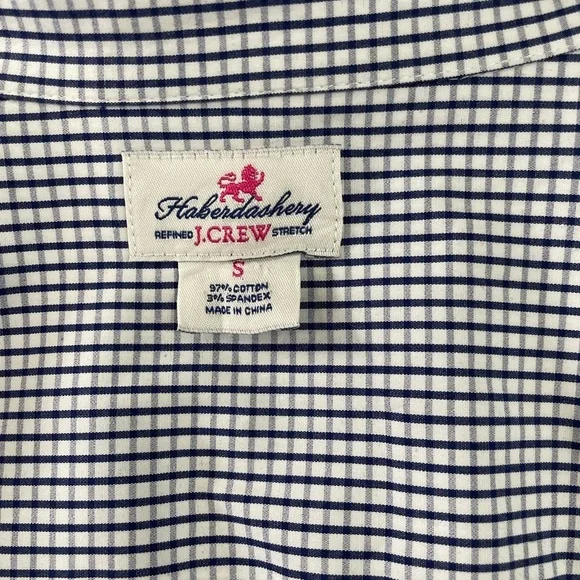 Haberdashery
REFINED J.CREW STRETCH
S
97% COTTON
3% SPANDEX
MADE IN CHINA